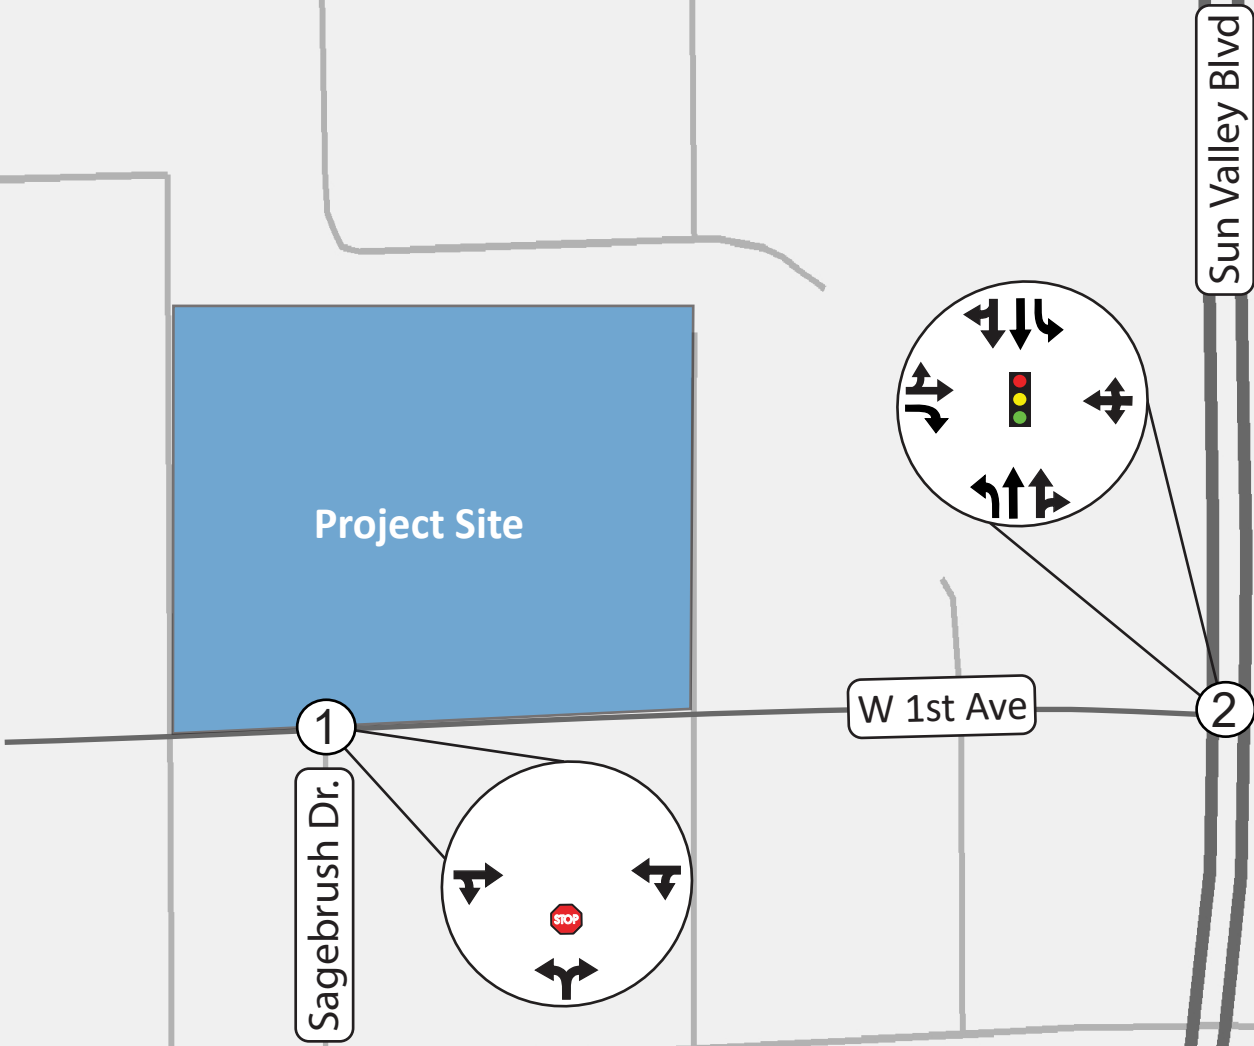 Sun Valley Blvd
Project Site
W 1st Ave
2
1
Sagebrush Dr.
STOP